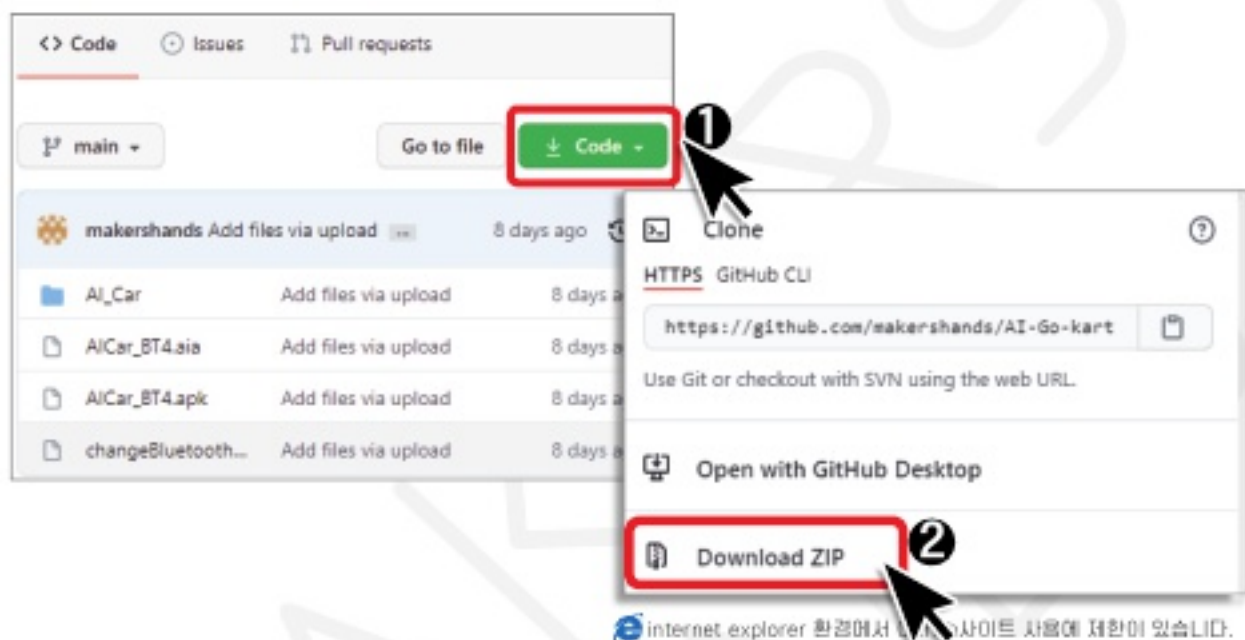 <> Code Issues Pull requests
main Go to file Code
1
makershands Add files via upload ... 8 days ago
AI_Car Add files via upload 8 days
AICar_BT4.aia Add files via upload 8 days
AICar_BT4.apk Add files via upload 8 days
changeBluetooth... Add files via upload 8 days
Clone
HTTPS GitHub CLI
https://github.com/makershands/AI-Go-kart
Use Git or checkout with SVN using the web URL.
Open with GitHub Desktop
Download ZIP
2
internet explorer 환경에서 사이트 사용에 제한이 있습니다.